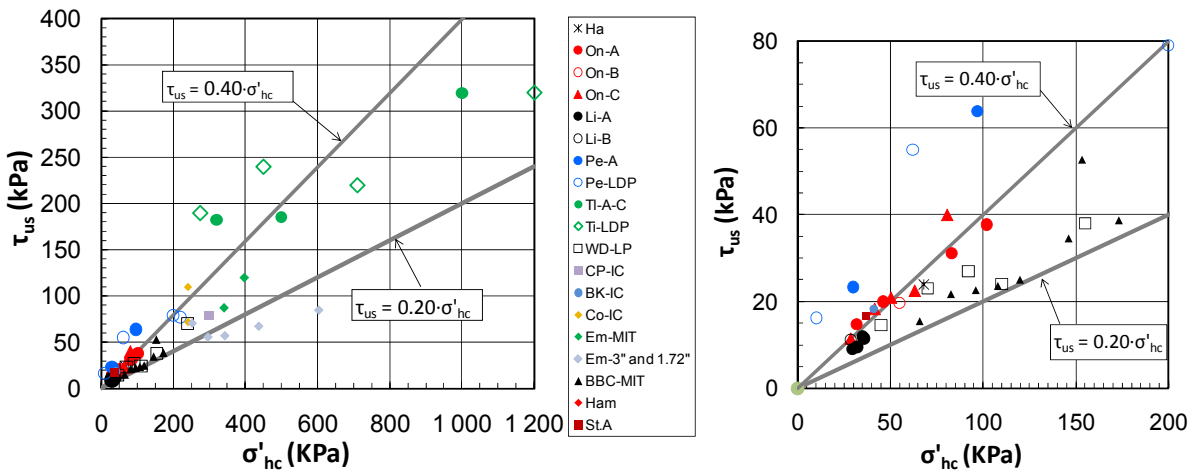 400
350
300
250
200
150
100
50
0
τus (kPa)
0 200 400 600 800 1 000 1 200
σ'hc (KPa)
τus = 0.40·σ'hc
τus = 0.20·σ'hc
Ha
On-A
On-B
On-C
Li-A
Li-B
Pe-A
Pe-LDP
Tl-A-C
Ti-LDP
WD-LP
CP-IC
BK-IC
Co-IC
Em-MIT
Em-3" and 1.72"
BBC-MIT
Ham
St.A
80
60
40
20
0
τus (kPa)
0 50 100 150 200
σ'hc (KPa)
τus = 0.40·σ'hc
τus = 0.20·σ'hc